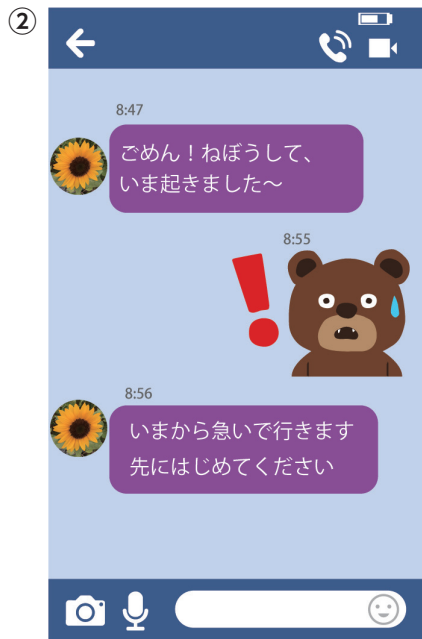 ②
8:47
ごめん！ねぼうして、
いま起きました〜
8:55
8:56
いまから急いで行きます
先にはじめてください